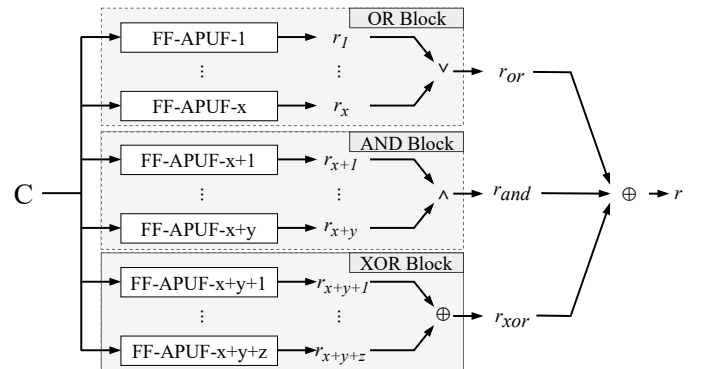 OR Block
FF-APUF-1 r1 
⋮ ⋮ ∨ ror
FF-APUF-x rx
AND Block
FF-APUF-x+1 rx+1
C ⋮ ⋮ ∧ rand ⊕ r
FF-APUF-x+y rx+y
XOR Block
FF-APUF-x+y+1 rx+y+1
⋮ ⋮ ⊕ rxor
FF-APUF-x+y+z rx+y+z